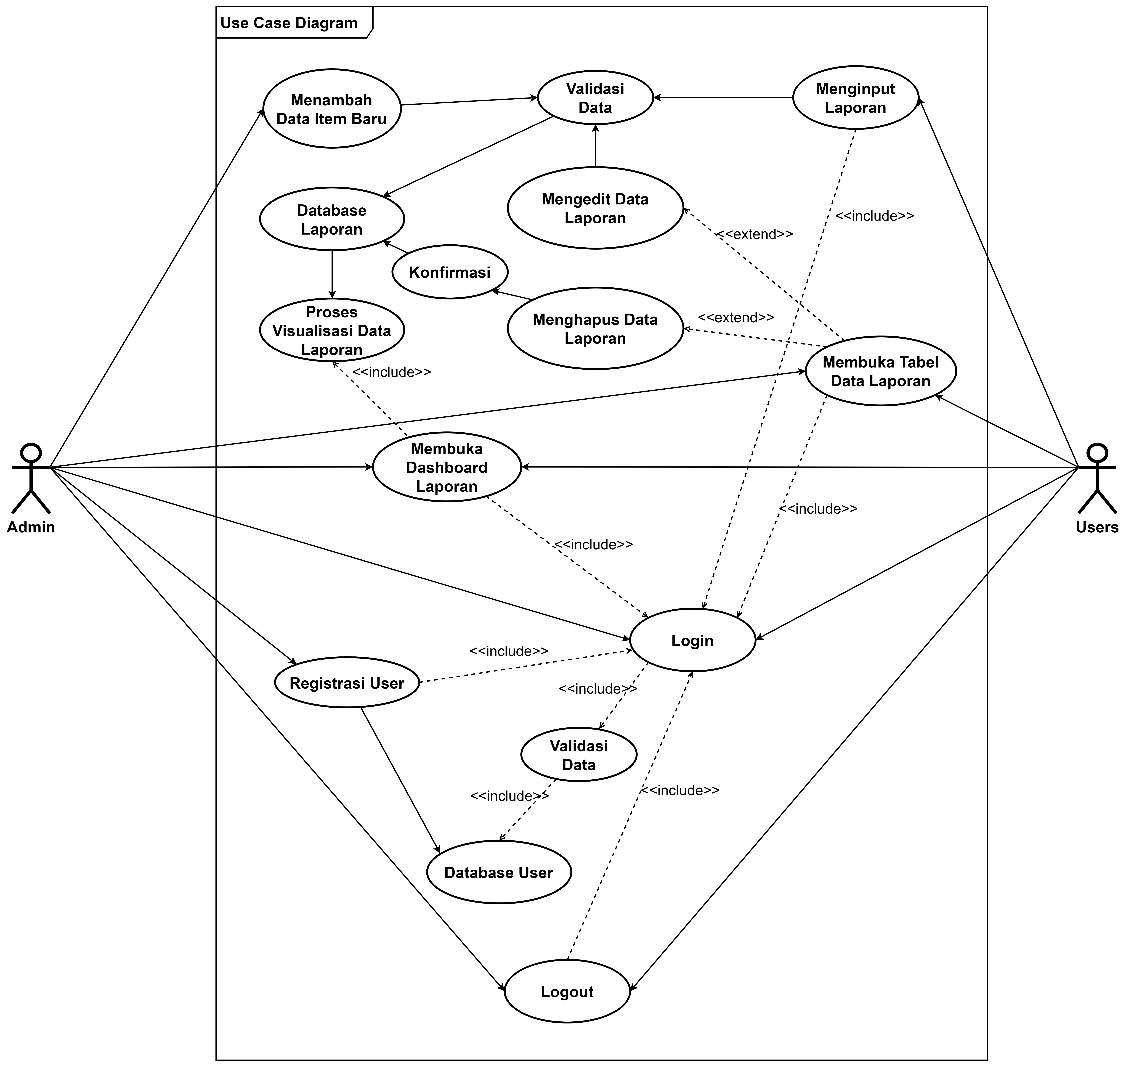 Use Case Diagram
Menambah
Data Item Baru
Validasi
Data
Menginput
Laporan
Database
Laporan
Mengedit Data
Laporan
<<include>>
<<extend>>
Konfirmasi
Proses
Visualisasi Data
Laporan
Menghapus Data
Laporan
<<extend>>
Membuka Tabel
Data Laporan
<<include>>
Membuka
Dashboard
Laporan
Admin
Users
<<include>>
<<include>>
Login
<<include>>
Registrasi User
<<include>>
Validasi
Data
<<include>>
<<include>>
Database User
Logout